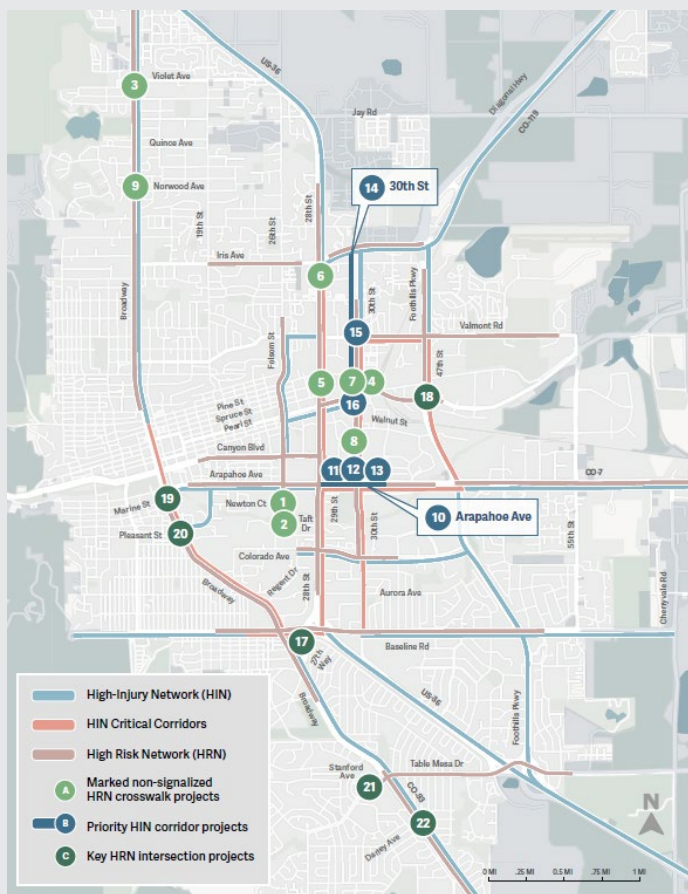 US-36
3
Violet Ave
Diagonal Hwy
CO-119
Jay Rd
Quince Ave
9
Norwood Ave
14
30th St
19th St
26th St
28th St
Iris Ave
6
Broadway
30th St
Foothills Pkwy
15
Valmont Rd
Folsom St
47th St
5
7
4
18
Pine St
Spruce St
Pearl St
16
Walnut St
8
Canyon Blvd
Arapahoe Ave
11
12
13
CO-7
19
Marine St
Newton Ct
1
29th St
10
Arapahoe Ave
2
Taft Dr
30th St
20
Pleasant St
Colorado Ave
55th St
Regent Dr
28th St
Broadway
Aurora Ave
Cherryvale Rd
17
27th Way
Baseline Rd
Broadway
US-36
Foothills Pkwy
Stanford Ave
Table Mesa Dr
21
CO-93
22
Darley Ave
High-Injury Network (HIN)
HIN Critical Corridors
High Risk Network (HRN)
A
Marked non-signalized
HRN crosswalk projects
B
Priority HIN corridor projects
C
Key HRN intersection projects
N
0 MI
.25 MI
.5 MI
.75 MI
1 MI